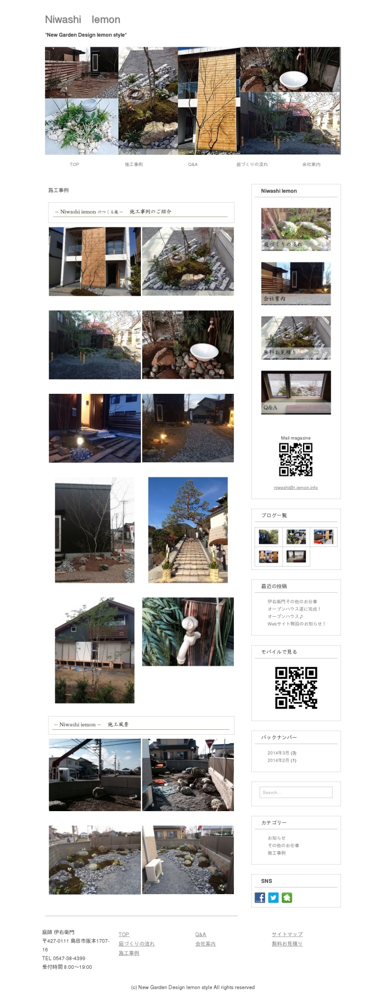 Niwashi　Iemon
*New Garden Design Iemon style*
TOP
施工事例
Q&A
庭づくりの流れ
会社案内
施工事例
− Niwashi iemon のつくる庭 −　施工事例のご紹介
− Niwashi iemon −　施工風景
Niwashi Iemon
庭づくりの流れ
会社案内
無料お見積り
Q&A
Mail magazine
niwashi@r.iemon.info
ブログ一覧
最近の投稿
伊右衛門その他のお仕事
オープンハウス遂に完成！
オープンハウス♪
Webサイト開設のお知らせ！
モバイルで見る
バックナンバー
2014年3月 (3)
2014年2月 (1)
Search...
カテゴリー
お知らせ
その他のお仕事
施工事例
SNS
庭師 伊右衛門
〒427-0111 島田市阪本1707-
16
TEL 0547-38-4399
受付時間 8:00～19:00
TOP
庭づくりの流れ
施工事例
Q&A
会社案内
サイトマップ
無料お見積り
(c) New Garden Design Iemon style All rights reserved